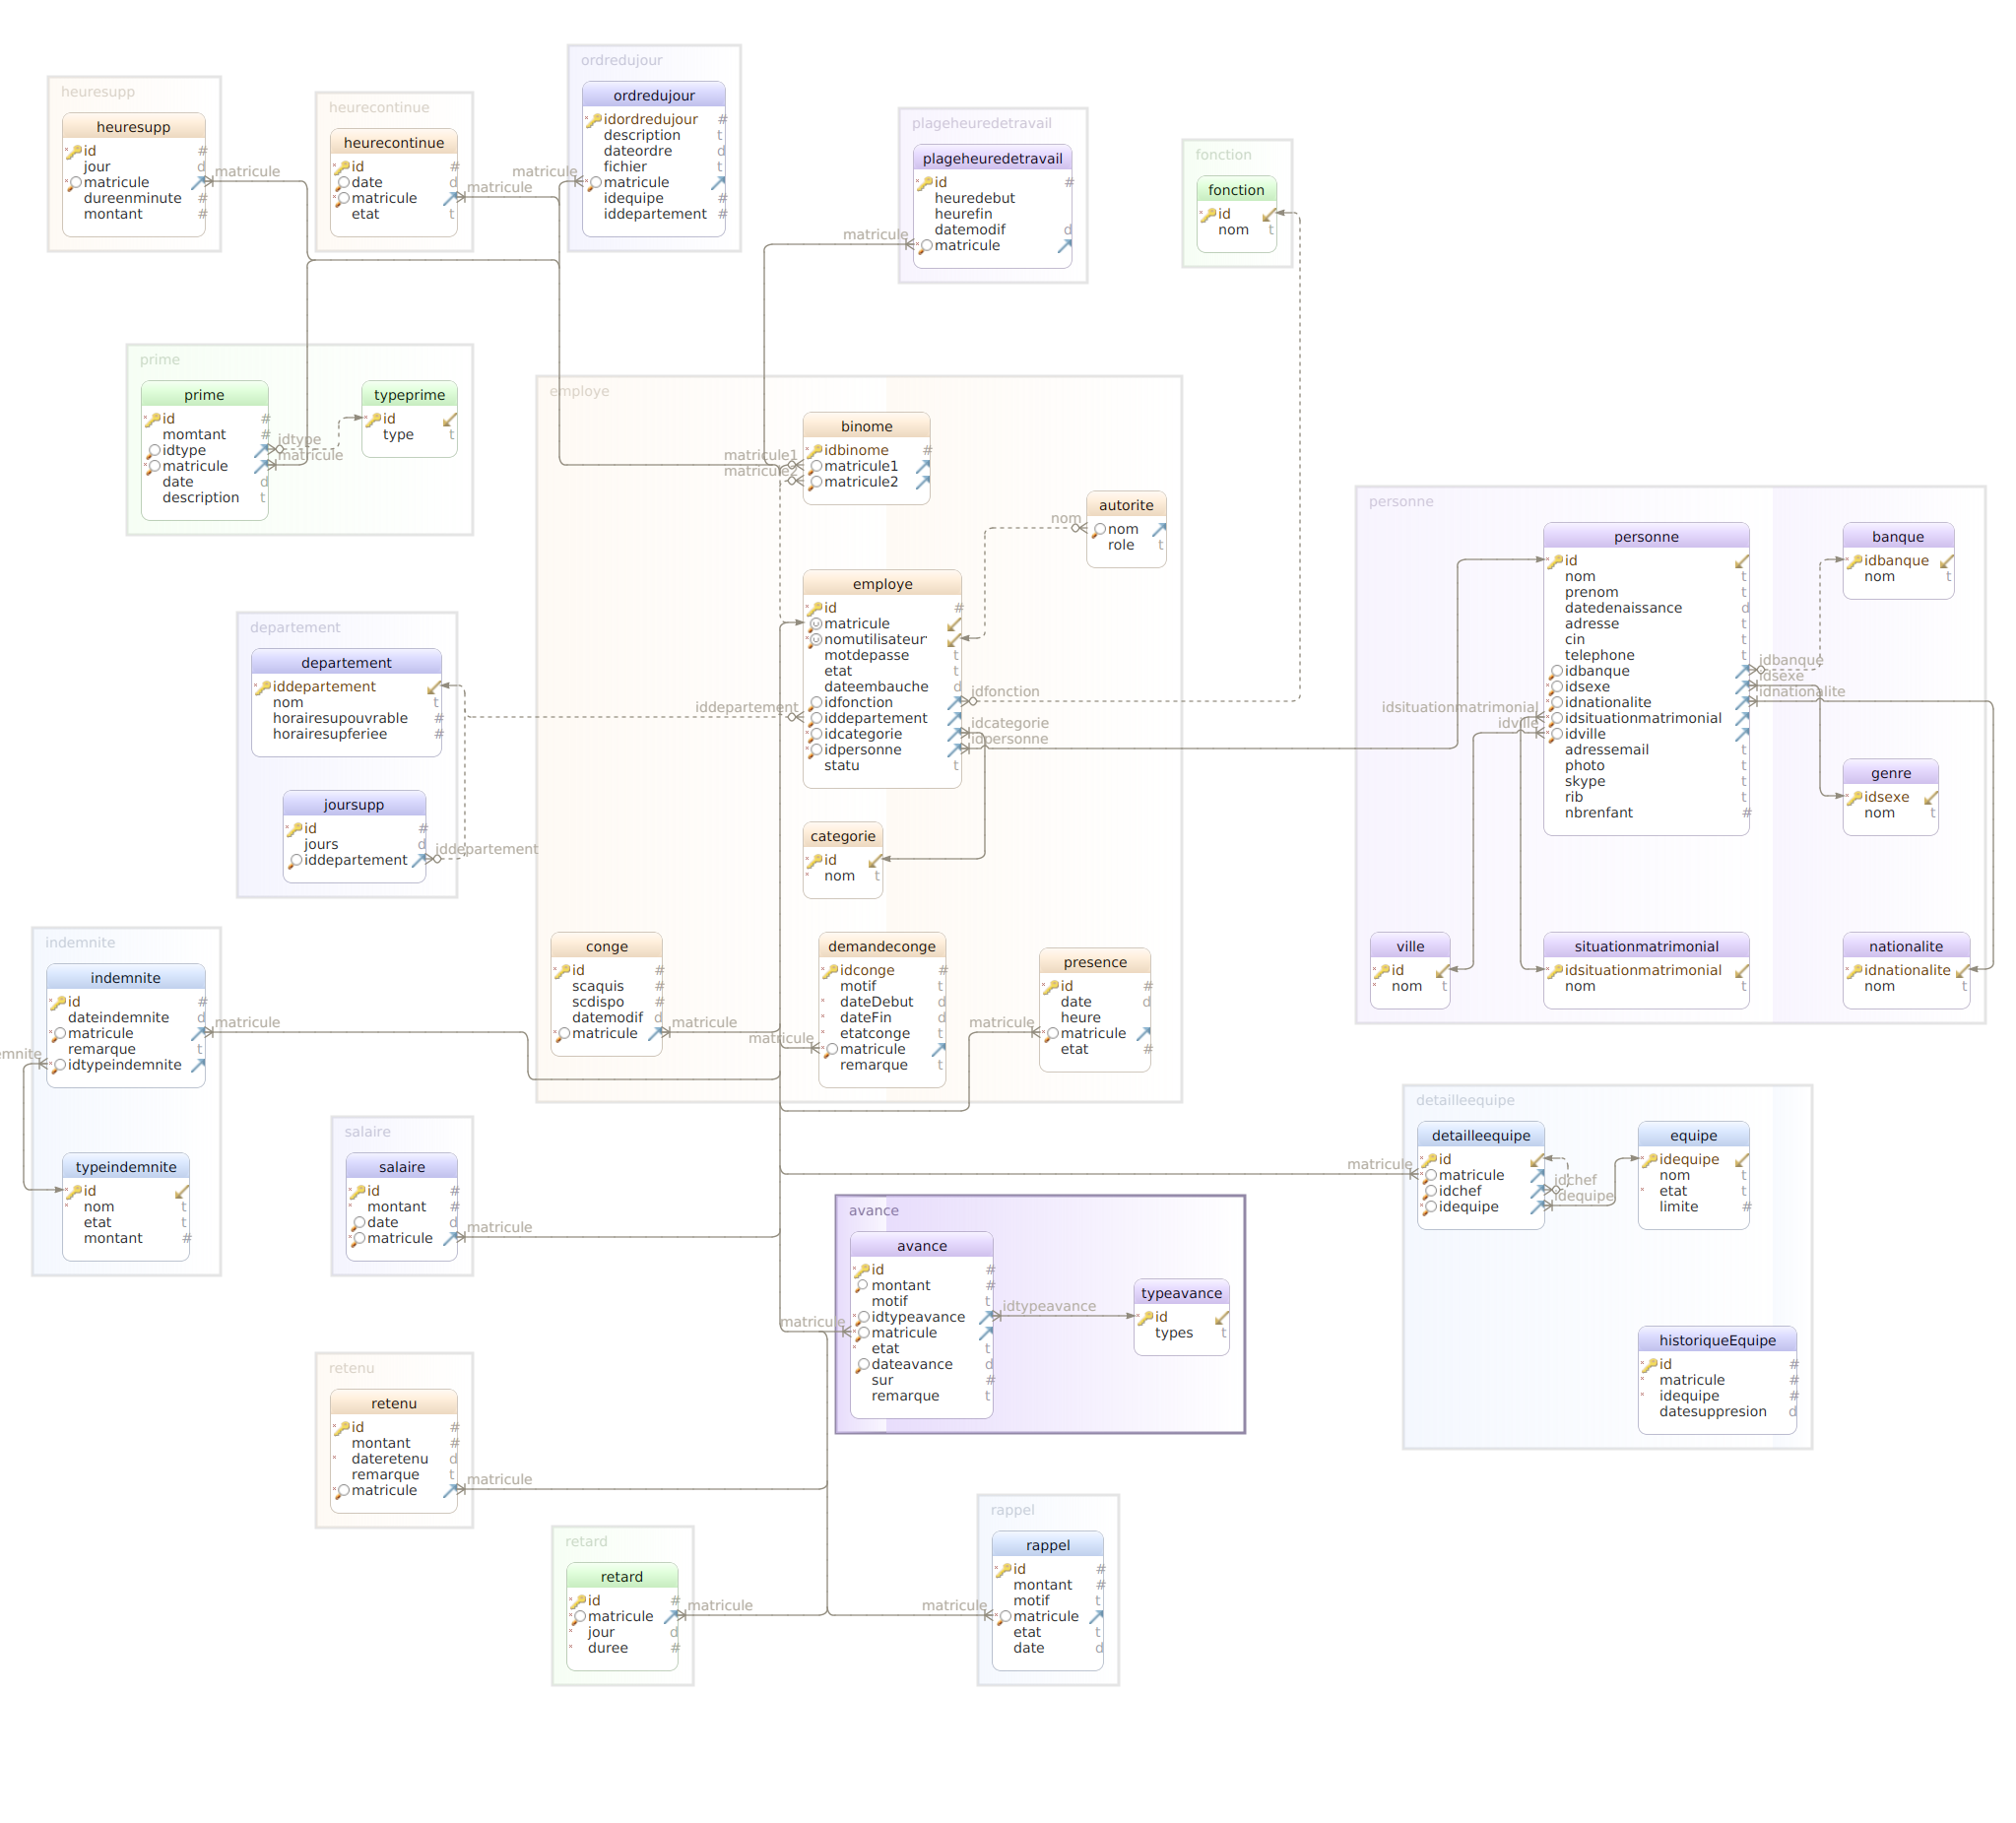 ordredujour
heuresupp
heuresupp
id #
jour d
matricule
dureenminute #
montant #
matricule
heurecontinue
heurecontinue
id #
date d
matricule
etat t
matricule
ordredujour
idordredujour #
description t
dateordre d
fichier t
matricule
idequipe #
iddepartement #
matricule
plageheuredetravail
plageheuredetravail
id #
heuredebut
heurefin
datemodif d
matricule
matricule
fonction
fonction
id
nom t
prime
prime
id #
momtant #
idtype
matricule
date d
description t
idtype
matricule
typeprime
id
type t
employe
binome
idbinome #
matricule1
matricule2
matricule1
matricule2
autorite
nom
role t
nom
employe
id #
matricule
nomutilisateur
motdepasse t
etat t
dateembauche d
idfonction
iddepartement
idcategorie
idpersonne
statu t
iddepartement
idfonction
idcategorie
idpersonne
categorie
id
nom t
personne
personne
id
nom t
prenom t
datedenaissance d
adresse t
cin t
telephone t
idbanque
idsexe
idnationalite
idsituationmatrimonial
idville
adressemail t
photo t
skype t
rib t
nbrenfant #
idbanque
idsexe
idnationalite
idsituationmatrimonial
idville
banque
idbanque
nom t
genre
idsexe
nom t
ville
id
nom t
situationmatrimonial
idsituationmatrimonial
nom t
nationalite
idnationalite
nom t
departement
departement
iddepartement
nom t
horairesupouvrable #
horairesupferiee #
joursupp
id #
jours d
iddepartement
iddepartement
indemnite
indemnite
id #
dateindemnite d
matricule
remarque t
idtypeindemnite
matricule
emnite
typeindemnite
id
nom t
etat t
montant #
conge
id #
scaquis #
scdispo #
datemodif d
matricule
matricule
demandeconge
idconge #
motif t
dateDebut d
dateFin d
etatconge t
matricule
remarque t
matricule
presence
id #
date d
heure
matricule
etat #
matricule
salaire
salaire
id #
montant #
date d
matricule
matricule
detailleequipe
detailleequipe
id
matricule
idchef
idequipe
matricule
idchef
idequipe
equipe
idequipe
nom t
etat t
limite #
historiqueEquipe
id #
matricule #
idequipe #
datesuppresion d
avance
avance
id #
montant #
motif t
idtypeavance
matricule
etat t
dateavance d
sur #
remarque t
matricule
idtypeavance
typeavance
id
types t
retenu
retenu
id #
montant #
dateretenu d
remarque t
matricule
matricule
retard
retard
id #
matricule
jour d
duree #
matricule
rappel
rappel
id #
montant #
motif t
matricule
etat t
date d
matricule